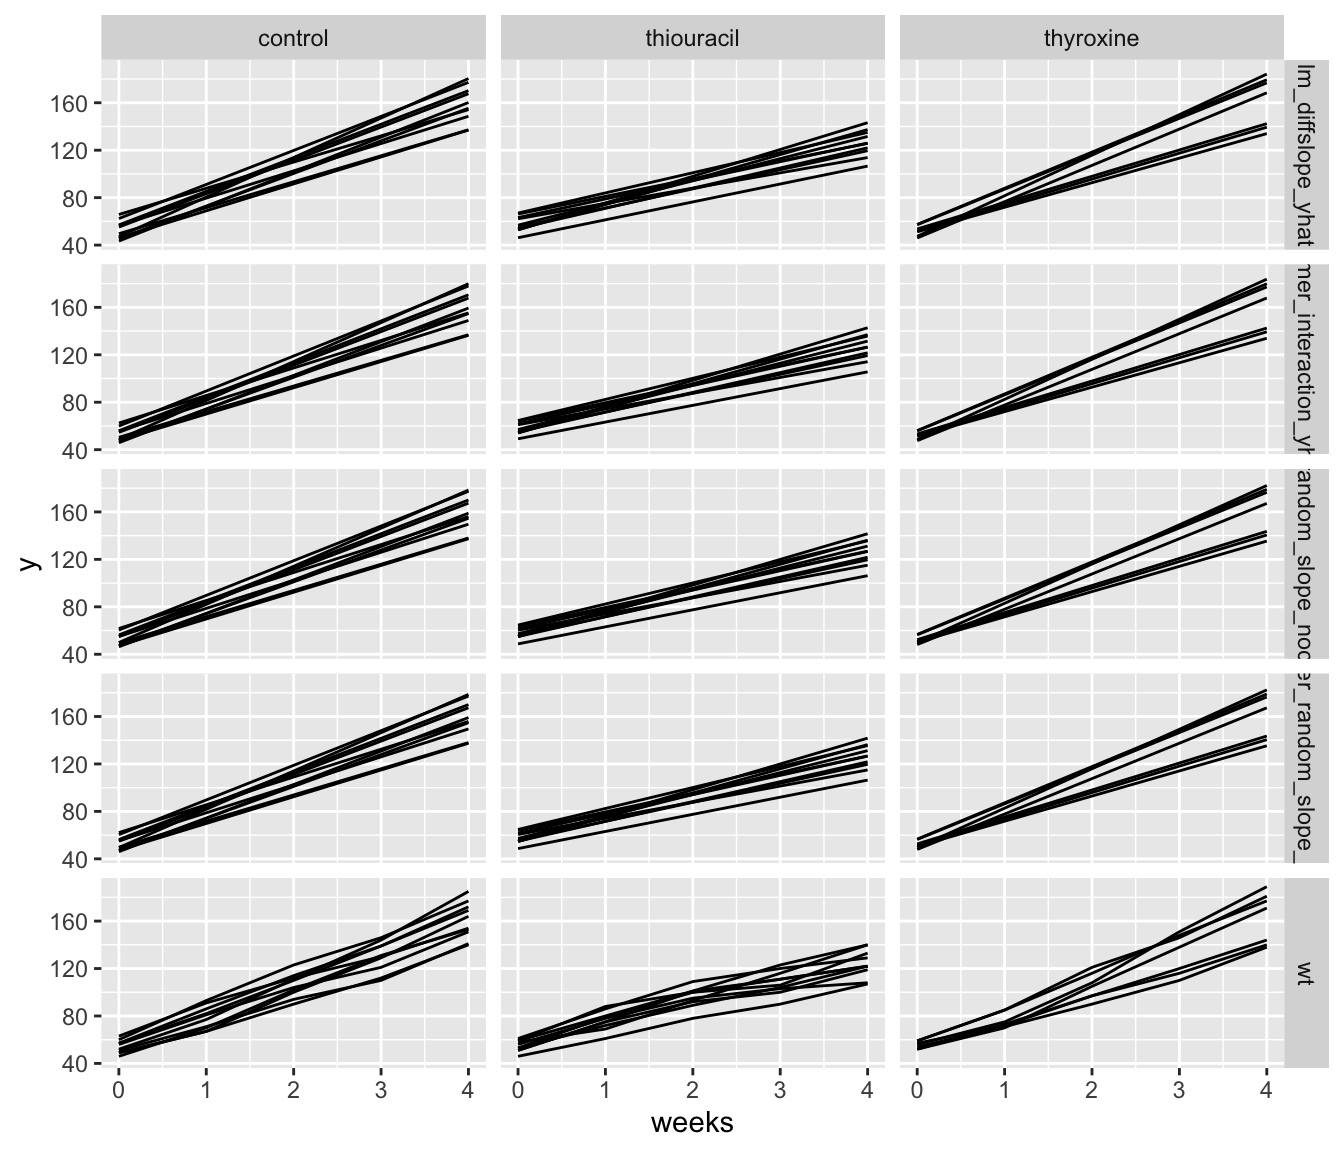 control thiouracil thyroxine
160
120
80
40
lm_diffslope_yhat
160
120
80
40
mer_interaction_yh
160
120
80
40
andom_slope_noc
160
120
80
40
er_random_slope_
160
120
80
40
wt
y
0 1 2 3 4 0 1 2 3 4 0 1 2 3 4
weeks